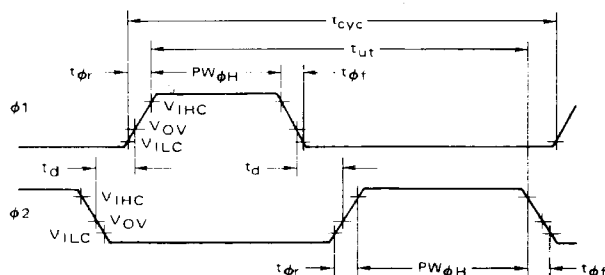 tcyc
tut
tϕr
PWϕH
tϕf
ϕ1
VIHC
VOV
VILC
td
td
ϕ2
VIHC
VOV
VILC
tϕr
PWϕH
tϕf